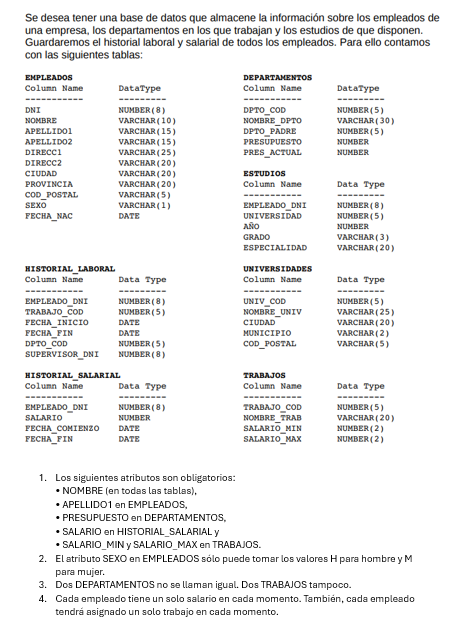 Se desea tener una base de datos que almacene la información sobre los empleados de
una empresa, los departamentos en los que trabajan y los estudios de que disponen.
Guardaremos el historial laboral y salarial de todos los empleados. Para ello contamos
con las siguientes tablas:
EMPLEADOS
Column Name DataType
----------- ---------
DNI NUMBER(8)
NOMBRE VARCHAR(10)
APELLIDO1 VARCHAR(15)
APELLIDO2 VARCHAR(15)
DIRECC1 VARCHAR(25)
DIRECC2 VARCHAR(20)
CIUDAD VARCHAR(20)
PROVINCIA VARCHAR(20)
COD_POSTAL VARCHAR(5)
SEXO VARCHAR(1)
FECHA_NAC DATE
DEPARTAMENTOS
Column Name DataType
----------- ---------
DPTO_COD NUMBER(5)
NOMBRE_DPTO VARCHAR(30)
DPTO_PADRE NUMBER(5)
PRESUPUESTO NUMBER
PRES_ACTUAL NUMBER
ESTUDIOS
Column Name Data Type
----------- ---------
EMPLEADO_DNI NUMBER(8)
UNIVERSIDAD NUMBER(5)
AÑO NUMBER
GRADO VARCHAR(3)
ESPECIALIDAD VARCHAR(20)
HISTORIAL_LABORAL
Column Name Data Type
----------- ---------
EMPLEADO_DNI NUMBER(8)
TRABAJO_COD NUMBER(5)
FECHA_INICIO DATE
FECHA_FIN DATE
DPTO_COD NUMBER(5)
SUPERVISOR_DNI NUMBER(8)
UNIVERSIDADES
Column Name Data Type
----------- ---------
UNIV_COD NUMBER(5)
NOMBRE_UNIV VARCHAR(25)
CIUDAD VARCHAR(20)
MUNICIPIO VARCHAR(2)
COD_POSTAL VARCHAR(5)
HISTORIAL_SALARIAL
Column Name Data Type
----------- ---------
EMPLEADO_DNI NUMBER(8)
SALARIO NUMBER
FECHA_COMIENZO DATE
FECHA_FIN DATE
TRABAJOS
Column Name Data Type
----------- ---------
TRABAJO_COD NUMBER(5)
NOMBRE_TRAB VARCHAR(20)
SALARIO_MIN NUMBER(2)
SALARIO_MAX NUMBER(2)
1. Los siguientes atributos son obligatorios:
• NOMBRE (en todas las tablas),
• APELLIDO1 en EMPLEADOS,
• PRESUPUESTO en DEPARTAMENTOS,
• SALARIO en HISTORIAL_SALARIAL y
• SALARIO_MIN y SALARIO_MAX en TRABAJOS.
2. El atributo SEXO en EMPLEADOS sólo puede tomar los valores H para hombre y M
para mujer.
3. Dos DEPARTAMENTOS no se llaman igual. Dos TRABAJOS tampoco.
4. Cada empleado tiene un solo salario en cada momento. También, cada empleado
tendrá asignado un solo trabajo en cada momento.